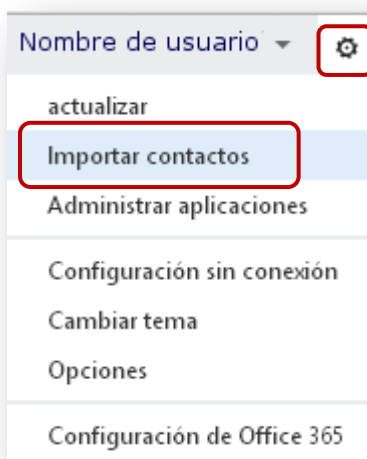 Nombre de usuario
actualizar
Importar contactos
Administrar aplicaciones
Configuración sin conexión
Cambiar tema
Opciones
Configuración de Office 365